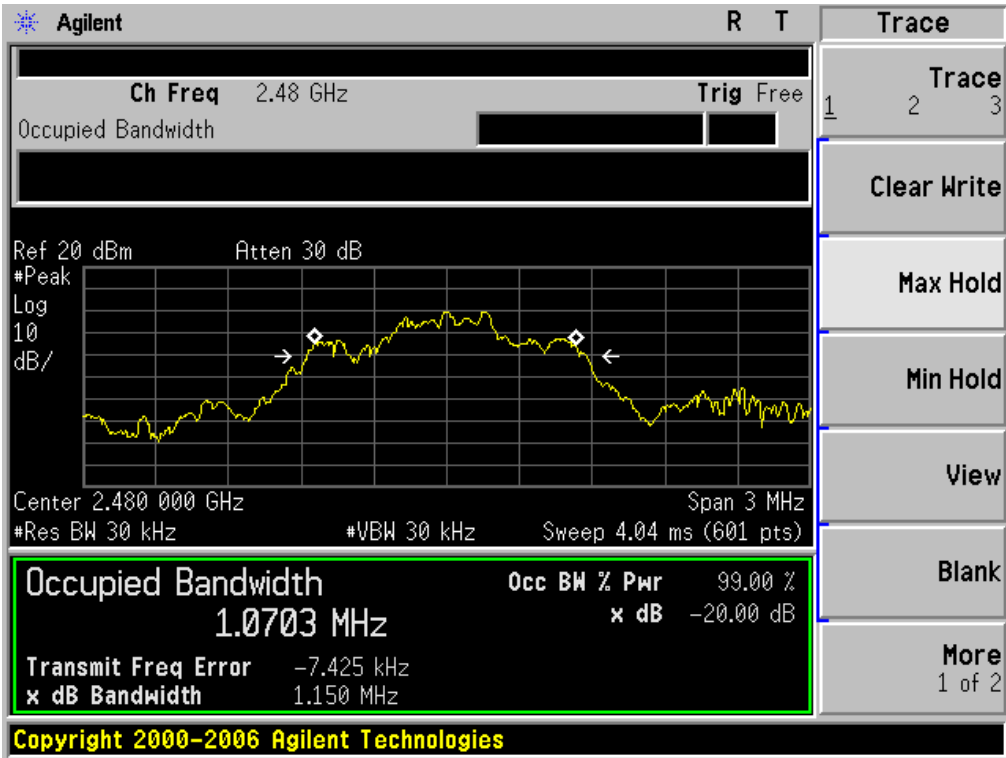 Agilent R T
Trace
Ch Freq 2.48 GHz Trig Free
Occupied Bandwidth
Trace
1 2 3
Clear Write
Max Hold
Min Hold
View
Blank
More
1 of 2
Ref 20 dBm Atten 30 dB
#Peak
Log
10
dB/
Center 2.480 000 GHz Span 3 MHz
#Res BW 30 kHz #VBW 30 kHz Sweep 4.04 ms (601 pts)
Occupied Bandwidth
1.0703 MHz
Occ BW % Pwr 99.00 %
x dB -20.00 dB
Transmit Freq Error -7.425 kHz
x dB Bandwidth 1.150 MHz
Copyright 2000-2006 Agilent Technologies